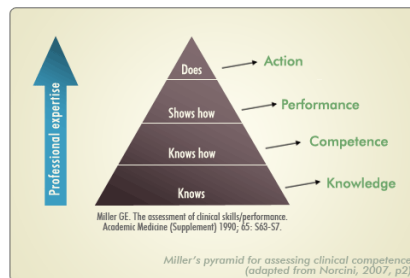 Professional expertise
Does
Action
Shows how
Performance
Knows how
Competence
Knows
Knowledge
Miller GE. The assessment of clinical skills/performance.
Academic Medicine (Supplement) 1990; 65: S63-S7.
Miller's pyramid for assessing clinical competence
(adapted from Norcini, 2007, p2)